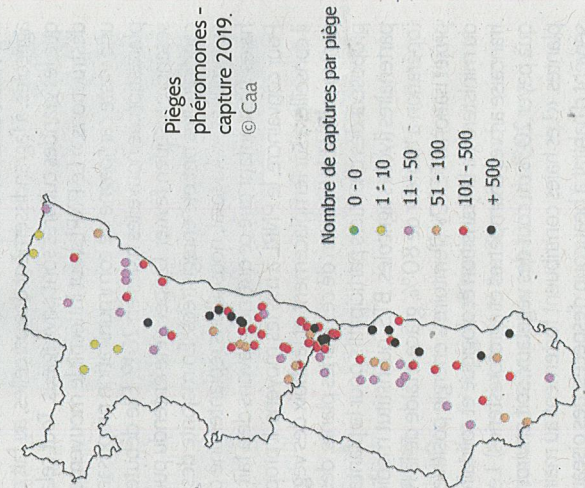 Pièges
phéromones -
capture 2019.
© Caa
Nombre de captures par piège
0 - 0
1 - 10
11 - 50
51 - 100
101 - 500
+ 500